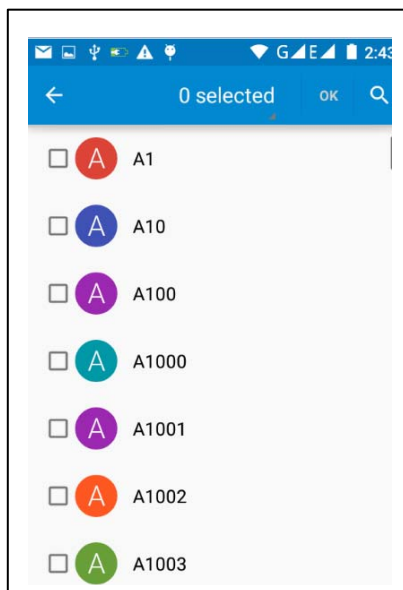 G E 2:43
0 selected OK
A A1
A A10
A A100
A A1000
A A1001
A A1002
A A1003